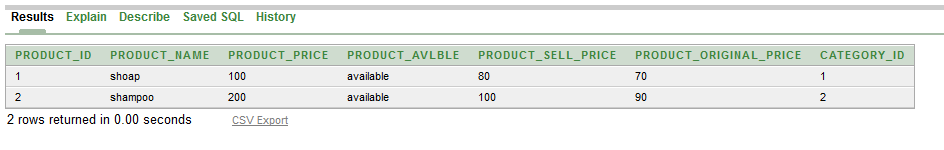 Results Explain Describe Saved SQL History
PRODUCT_ID PRODUCT_NAME PRODUCT_PRICE PRODUCT_AVLBLE PRODUCT_SELL_PRICE PRODUCT_ORIGINAL_PRICE CATEGORY_ID
1 shoap 100 available 80 70 1
2 shampoo 200 available 100 90 2
2 rows returned in 0.00 seconds CSV Export